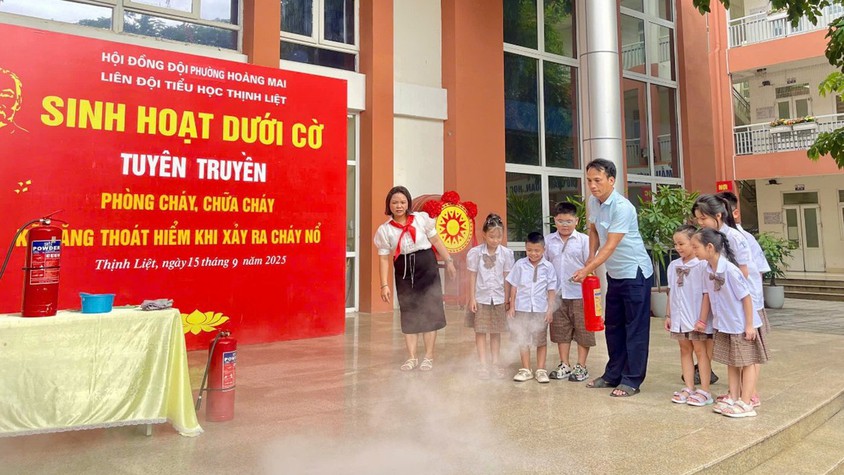 HỘI ĐỒNG ĐỘI PHƯỜNG HOÀNG MAI
LIÊN ĐỘI TIỂU HỌC THỊNH LIỆT
SINH HOẠT DƯỚI CỜ
TUYÊN TRUYỀN
PHÒNG CHÁY, CHỮA CHÁY
NĂNG THOÁT HIỂM KHI XẢY RA CHÁY NỔ
Thịnh Liệt, ngày 15 tháng 9 năm 2025
POWDER